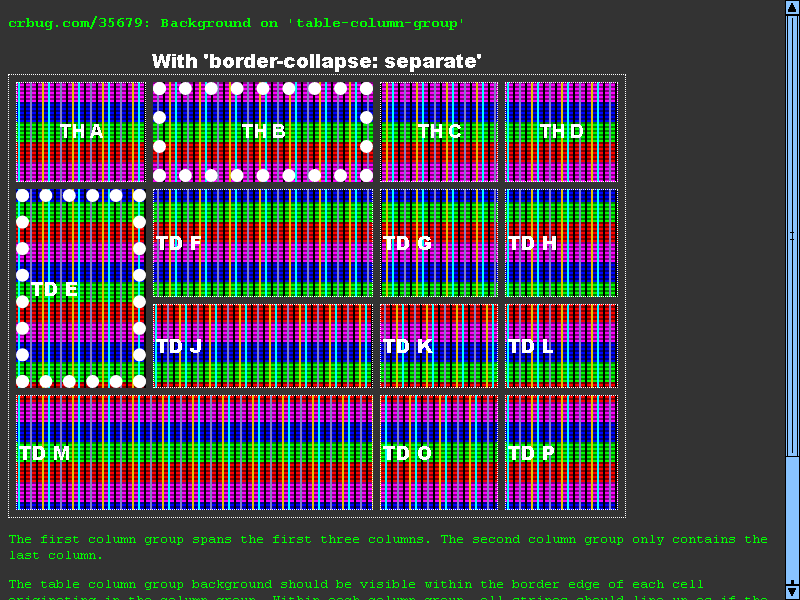 crbug.com/35679: Background on 'table-column-group'
With 'border-collapse: separate'
TH A TH B TH C TH D
TD E
TD F TD G TD H
TD J TD K TD L
TD M TD O TD P
The first column group spans the first three columns. The second column group only contains the
last column.
The table column group background should be visible within the border edge of each cell
originating in the column group. Within each column group, all stripes should line up as if the